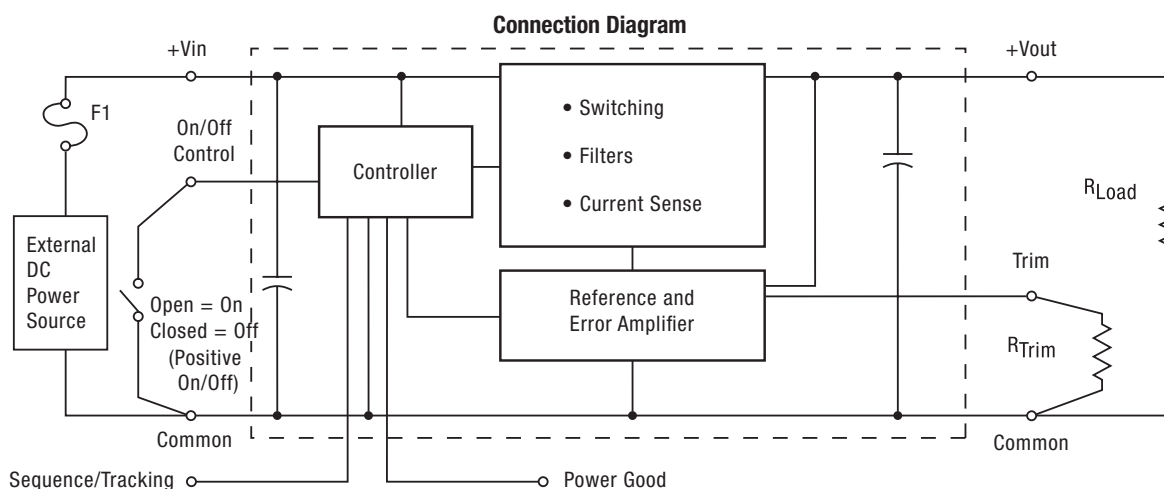 Connection Diagram
+Vin
+Vout
F1
On/Off
Control
Controller
• Switching
• Filters
• Current Sense
RLoad
External
DC
Power
Source
Open = On
Closed = Off
(Positive
On/Off)
Reference and
Error Amplifier
Trim
RTrim
Common
Common
Sequence/Tracking
Power Good